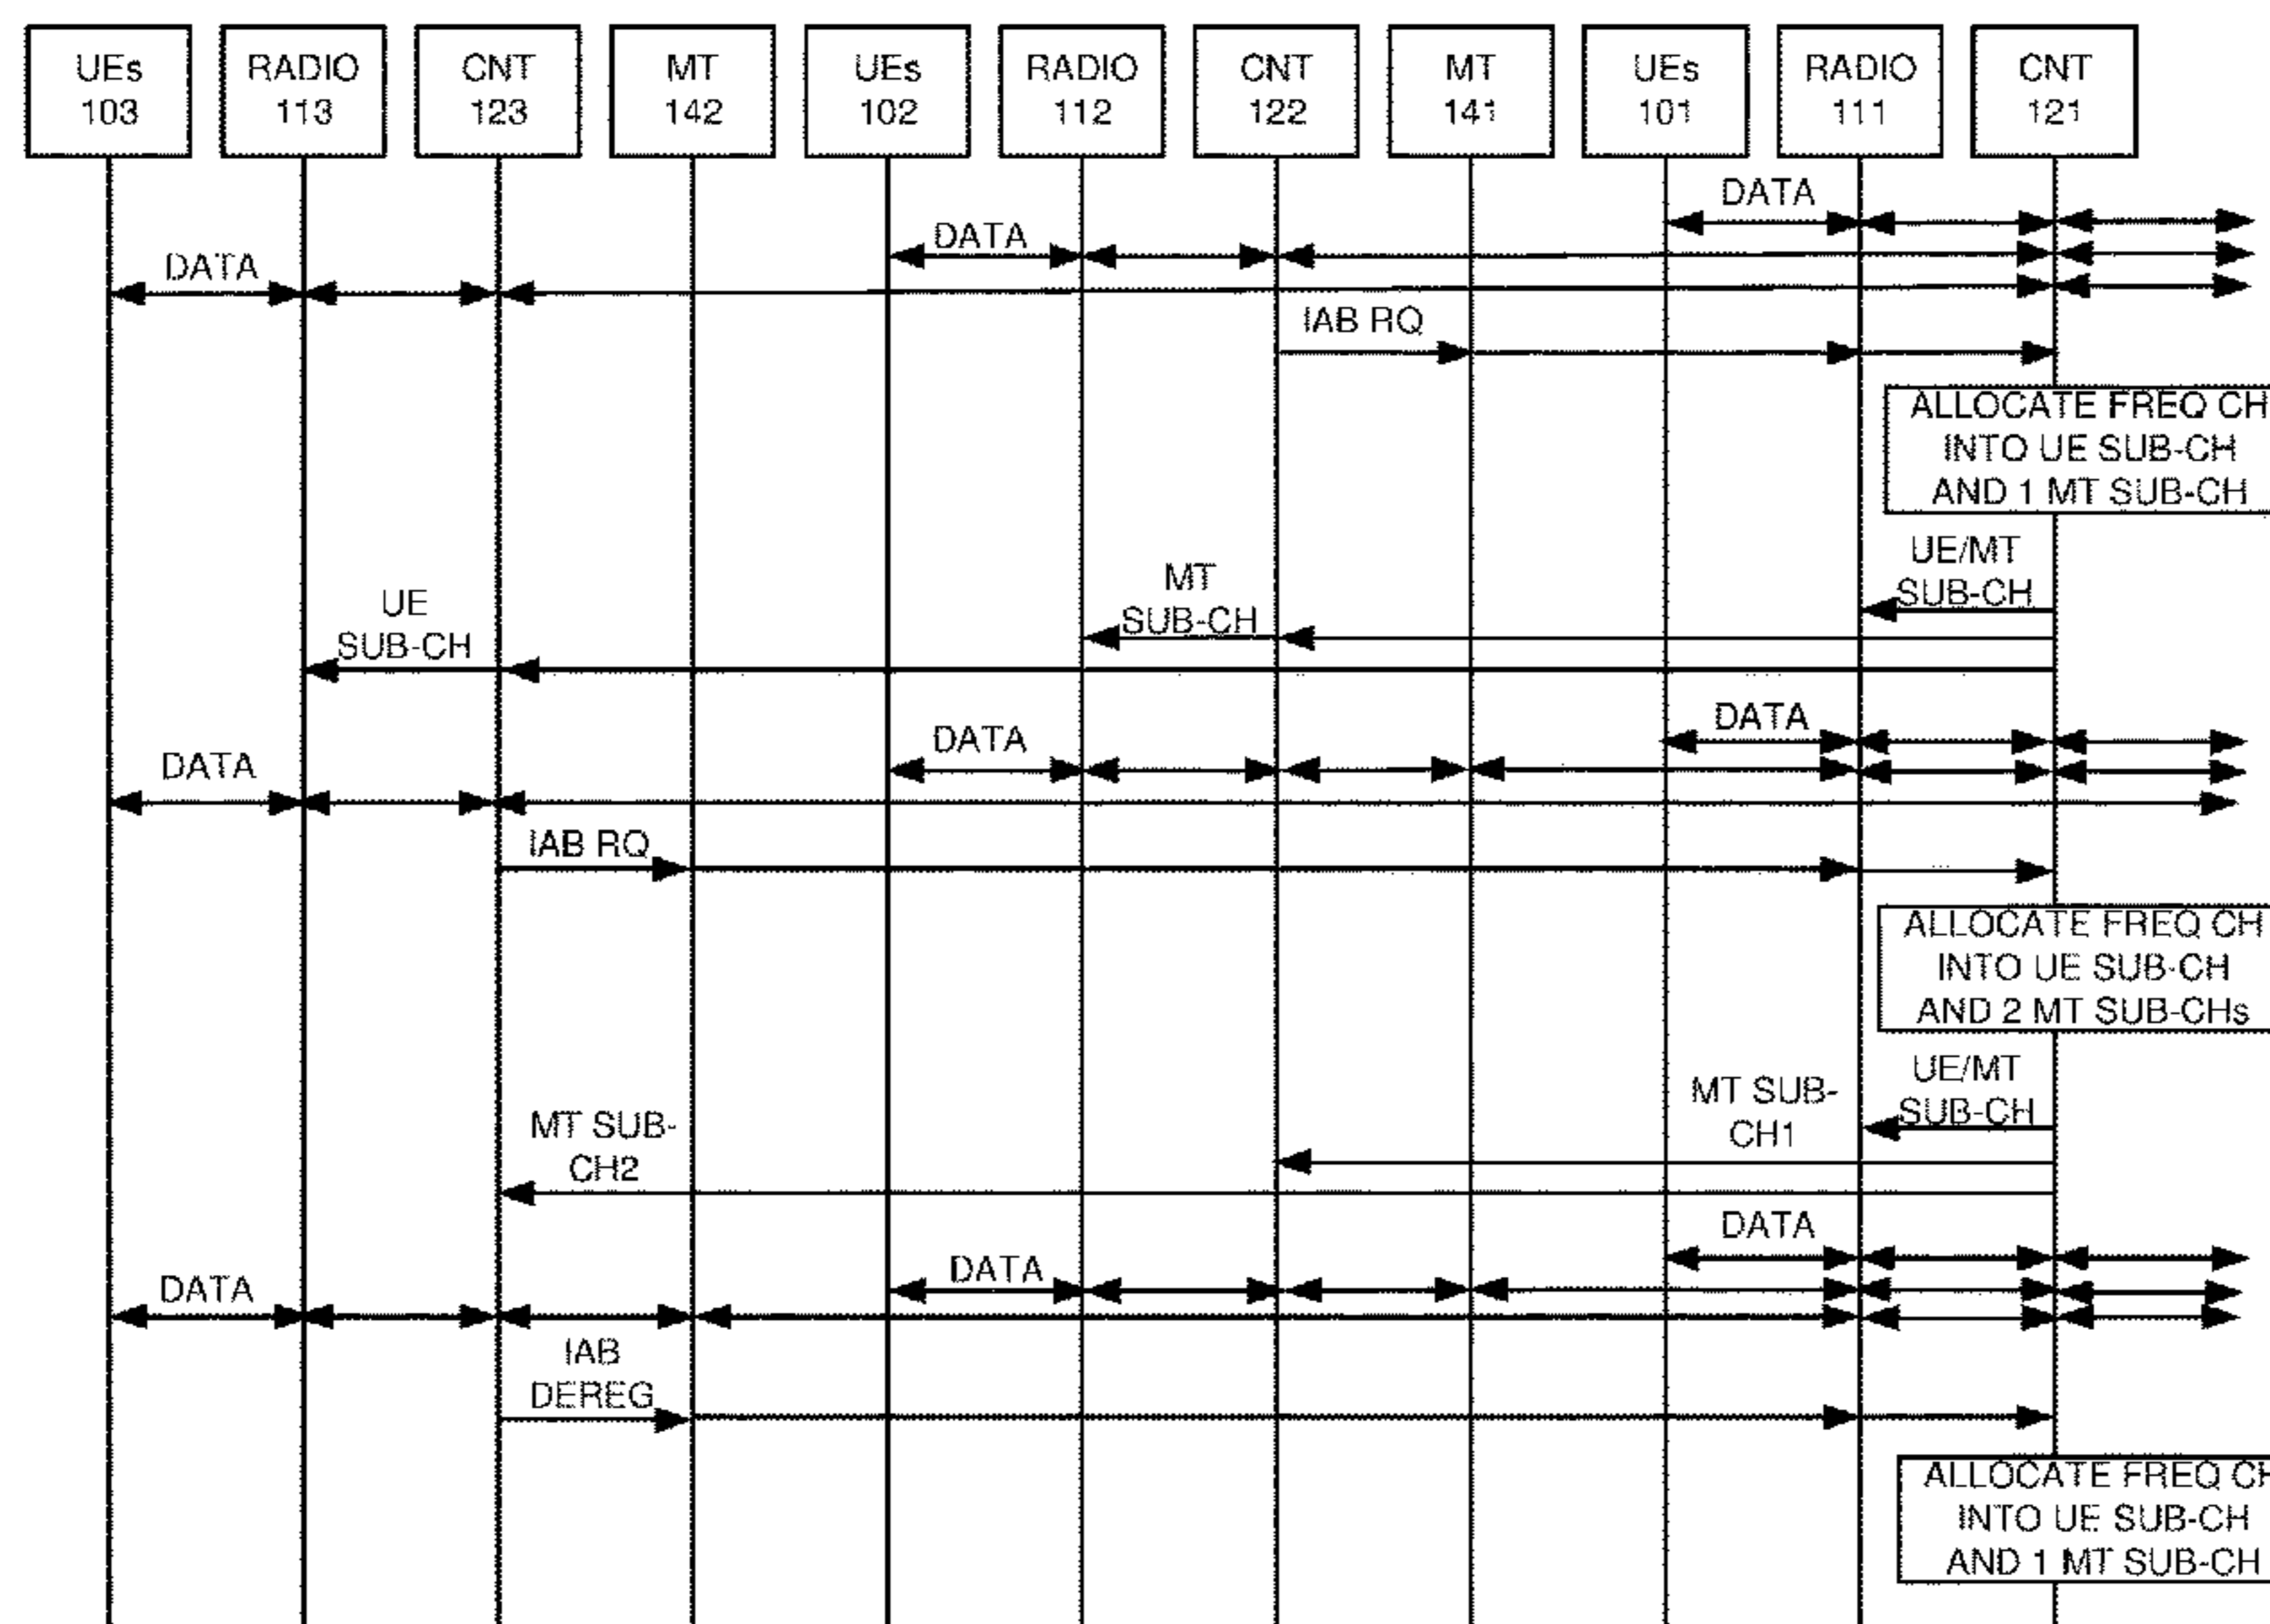 UEs
103
RADIO
113
CNT
123
MT
142
UEs
102
RADIO
112
CNT
122
MT
141
UEs
101
RADIO
111
CNT
121
DATA
DATA
DATA
IAB RQ
ALLOCATE FREQ CH
INTO UE SUB-CH
AND 1 MT SUB-CH
UE/MT
SUB-CH
MT
SUB-CH
UE
SUB-CH
DATA
DATA
DATA
IAB RQ
ALLOCATE FREQ CH
INTO UE SUB-CH
AND 2 MT SUB-CHs
UE/MT
SUB-CH
MT SUB-
CH1
MT SUB-
CH2
DATA
DATA
DATA
IAB
DEREG
ALLOCATE FREQ CH
INTO UE SUB-CH
AND 1 MT SUB-CH